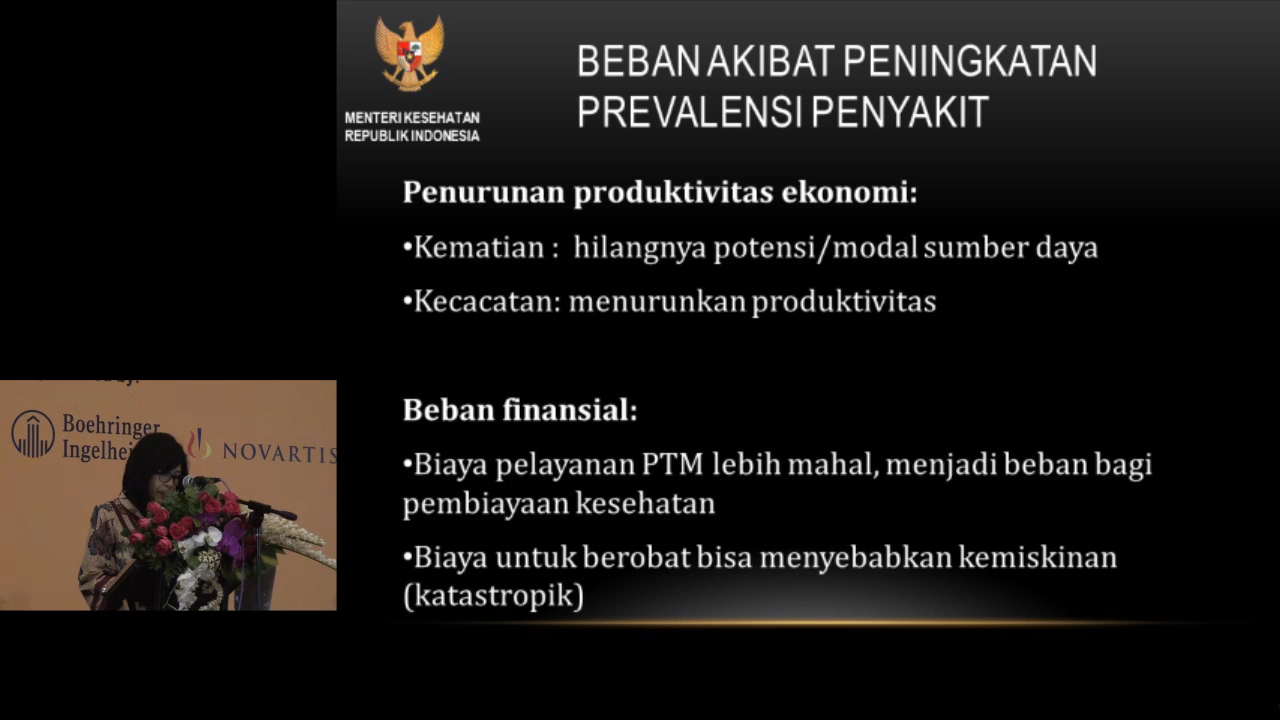 MENTERI KESEHATAN
REPUBLIK INDONESIA
BEBAN AKIBAT PENINGKATAN
PREVALENSI PENYAKIT
Penurunan produktivitas ekonomi:
•Kematian : hilangnya potensi/modal sumber daya
•Kecacatan: menurunkan produktivitas
Beban finansial:
•Biaya pelayanan PTM lebih mahal, menjadi beban bagi
pembiayaan kesehatan
•Biaya untuk berobat bisa menyebabkan kemiskinan
(katastropik)
Boehringer
Ingelhei
NOVARTIS